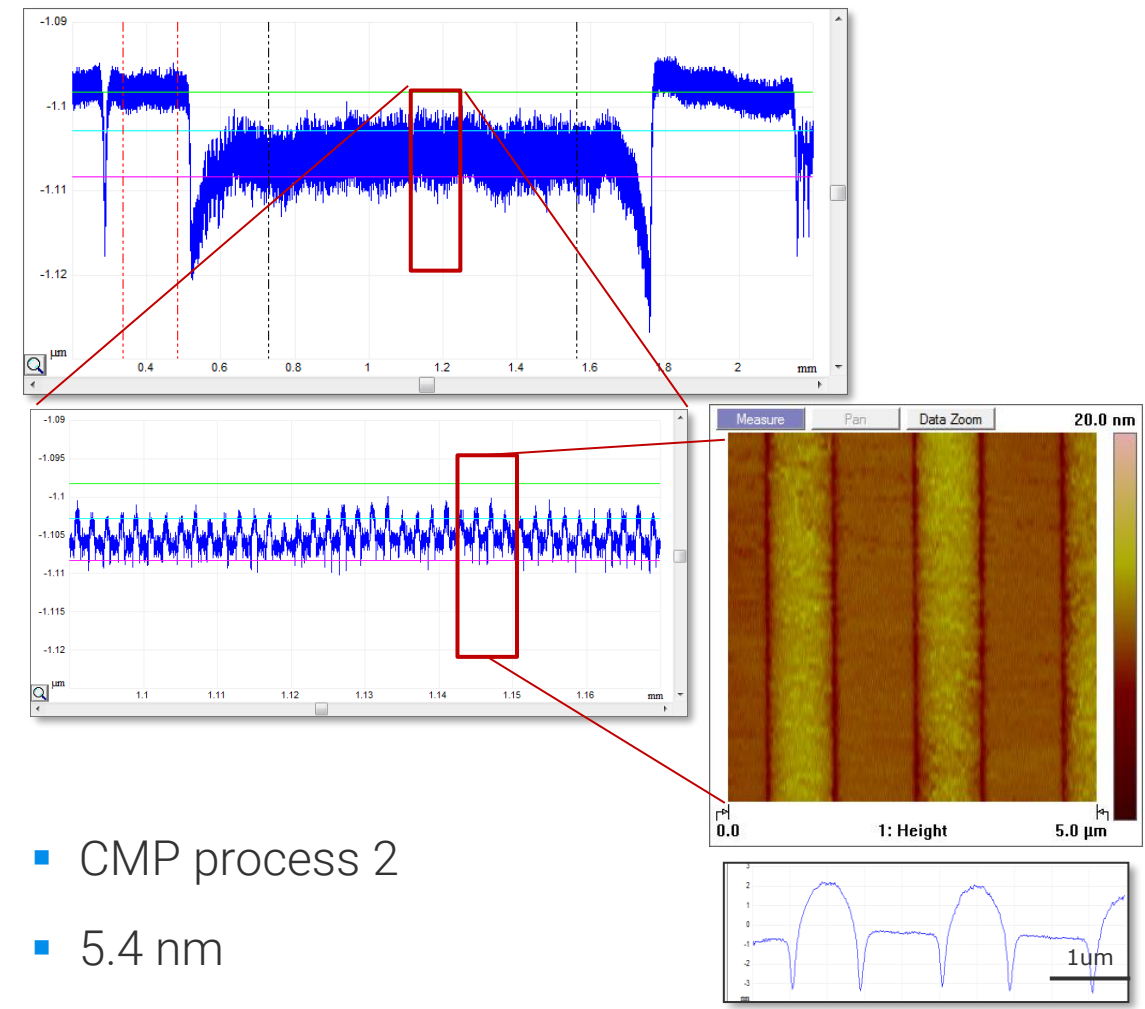 -1.09
-1.1
-1.11
-1.12
µm
0.4 0.6 0.8 1 1.2 1.4 1.6 1.8 2 mm
-1.09
-1.095
-1.1
-1.105
-1.11
-1.115
-1.12
µm
1.1 1.11 1.12 1.13 1.14 1.15 1.16 mm
Measure Pan Data Zoom 20.0 nm
0.0 1: Height 5.0 µm
3
2
1
0
-1
-2
-3
1um
CMP process 2
5.4 nm